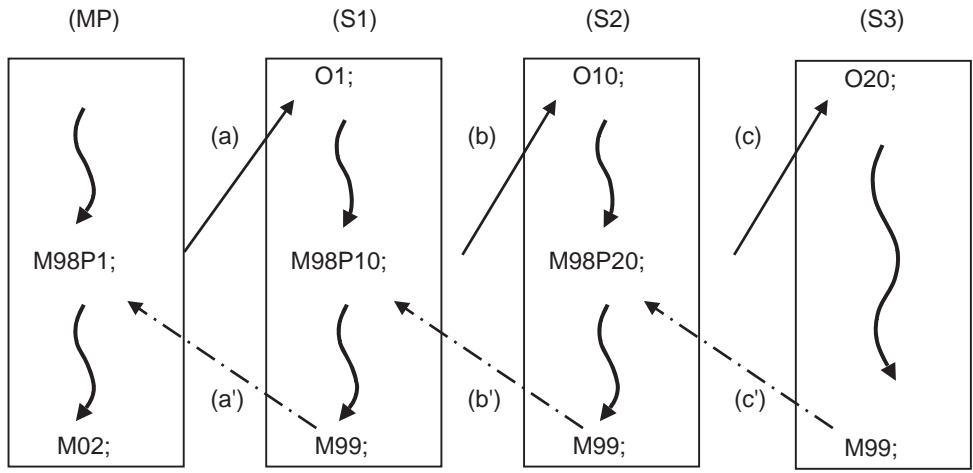 (MP) (S1) (S2) (S3)
O1; O10; O20;
(a) (b) (c)
M98P1; M98P10; M98P20;
(a') (b') (c')
M02; M99; M99; M99;